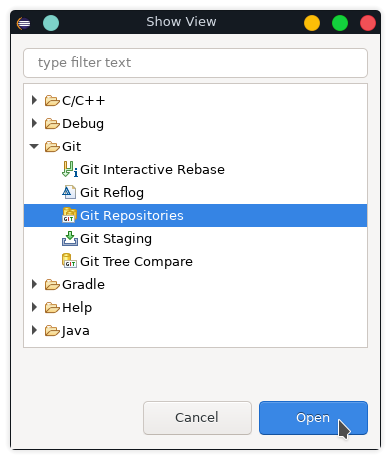 Show View
type filter text
C/C++
Debug
Git
Git Interactive Rebase
Git Reflog
Git Repositories
Git Staging
Git Tree Compare
Gradle
Help
Java
Cancel
Open